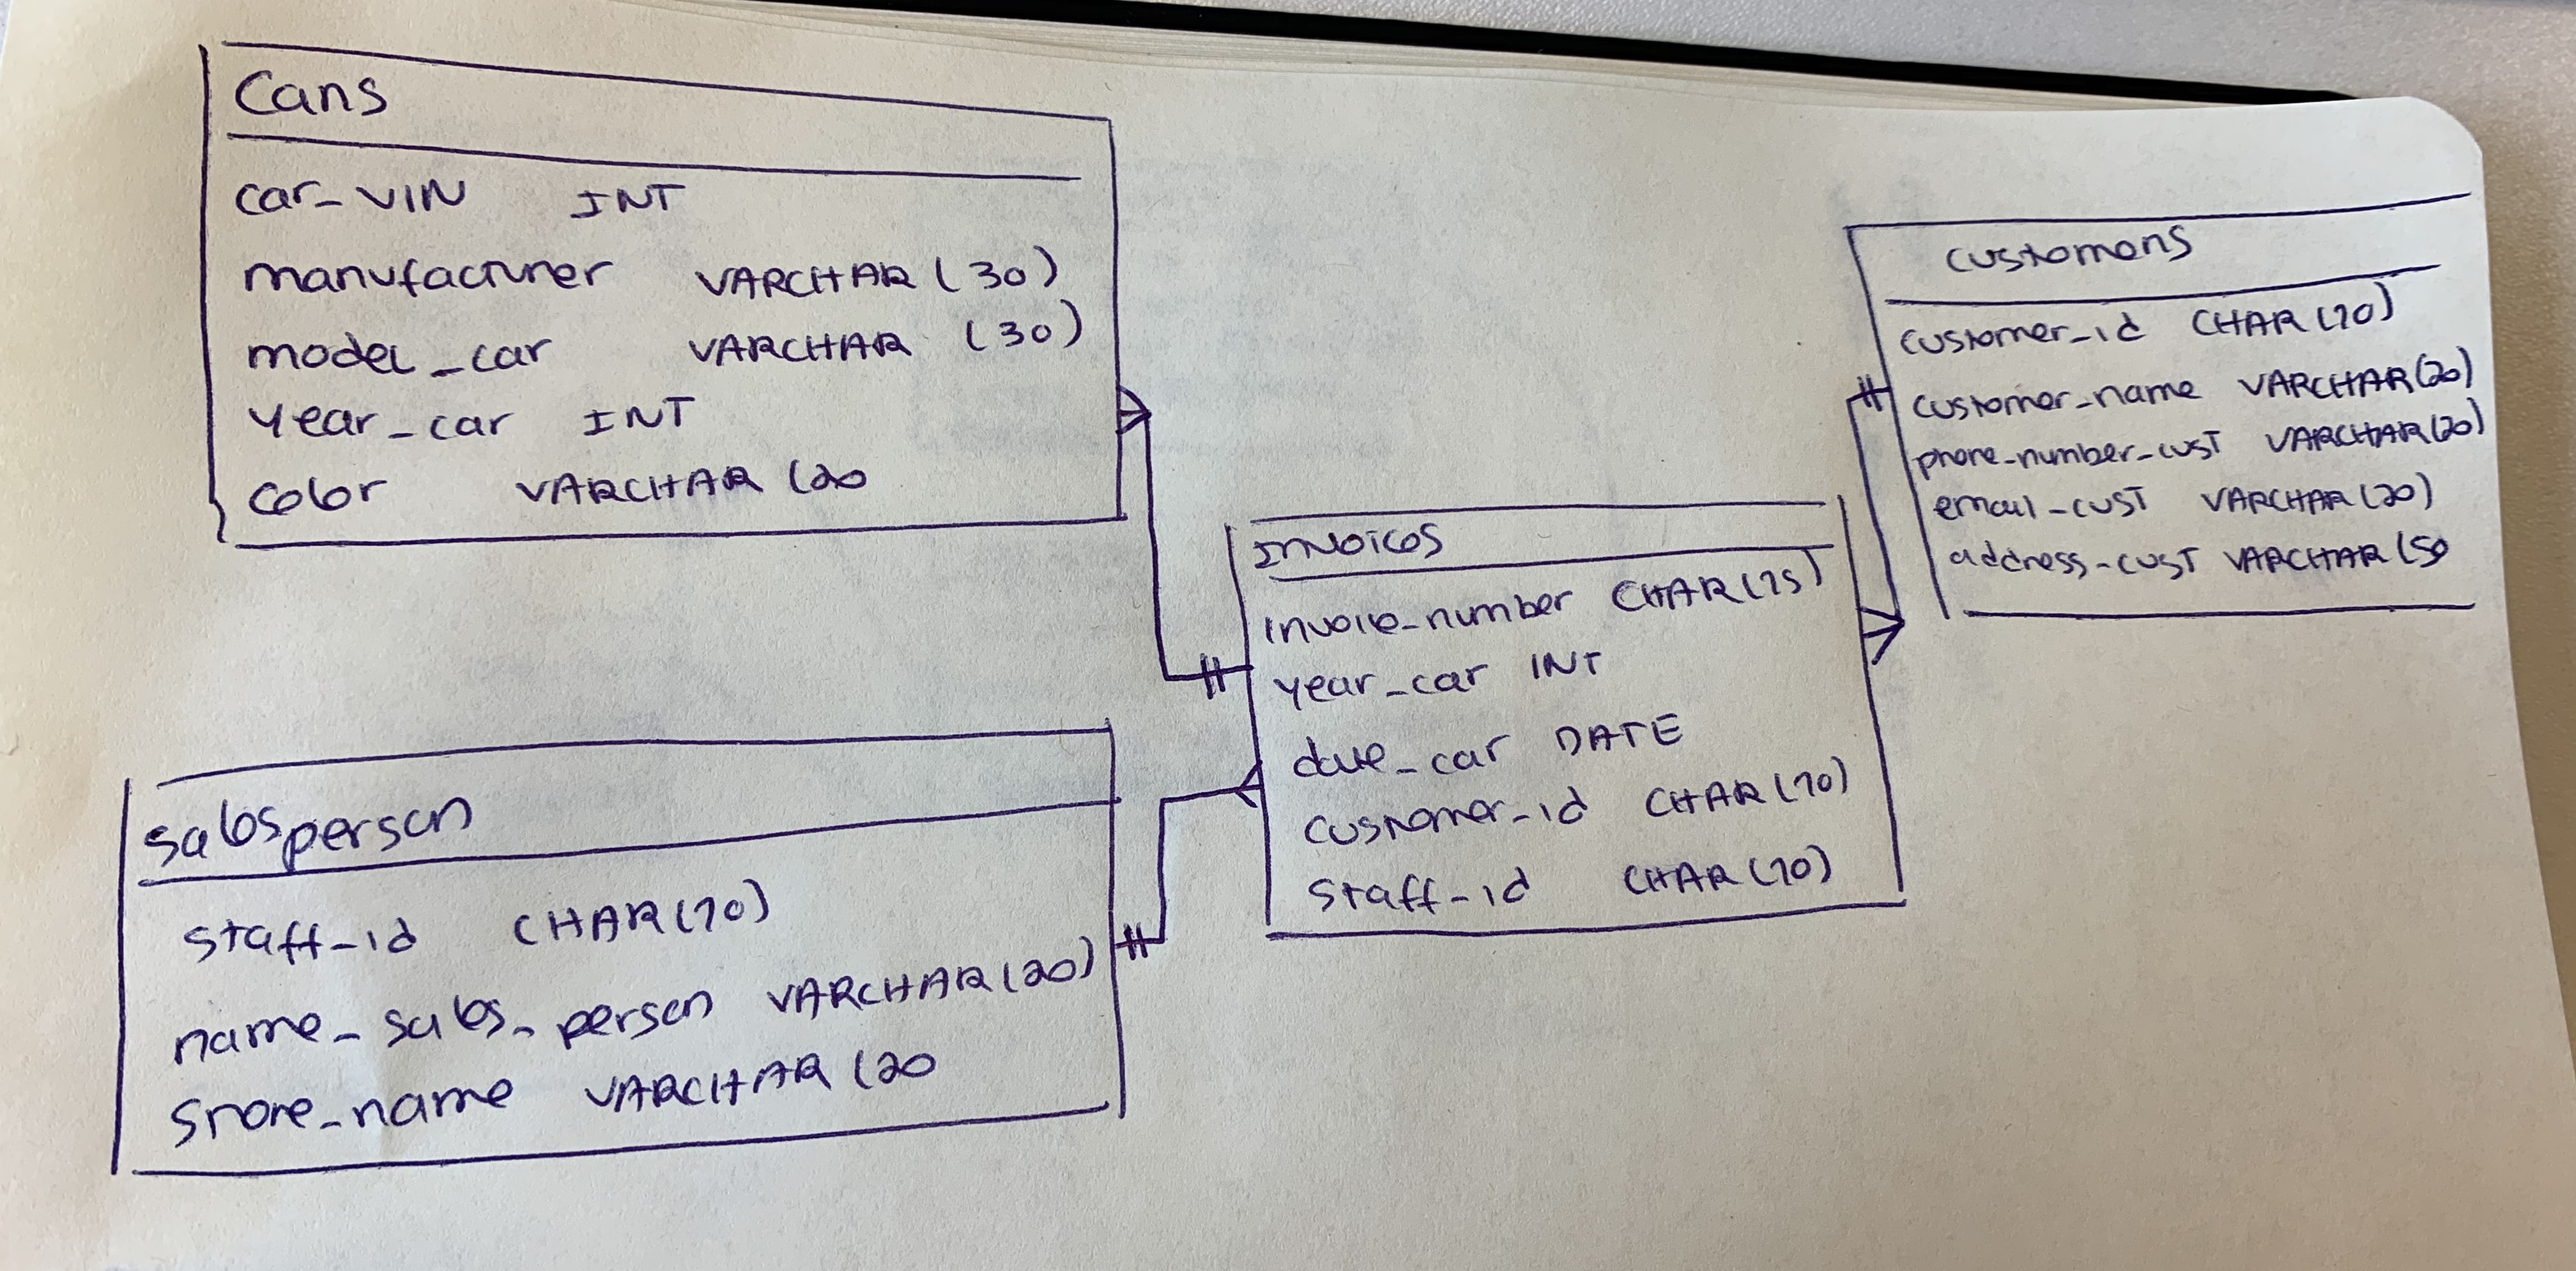 Cars
car_VIN INT
manufacturer VARCHAR (30)
model_car VARCHAR (30)
year_car INT
color VARCHAR (20
customers
customer_id CHAR(10)
customer_name VARCHAR(20)
phone_number_cust VARCHAR(20)
email_cust VARCHAR(20)
address_cust VARCHAR(50
Invoices
invoice_number CHAR(15)
year_car INT
date_car DATE
customer_id CHAR(10)
staff_id CHAR(10)
salesperson
staff_id CHAR(10)
name_sales_person VARCHAR(20)
store_name VARCHAR(20